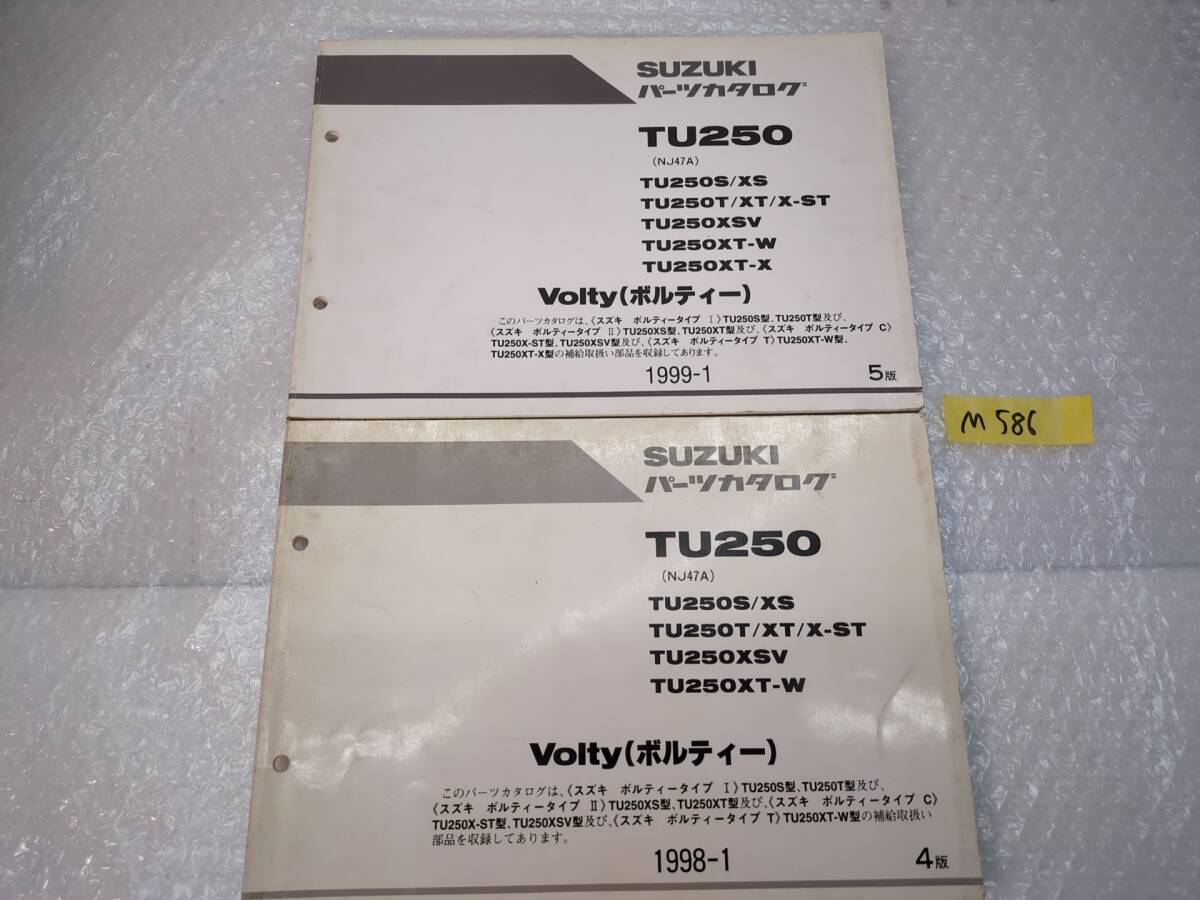 SUZUKI
パーツカタログ
TU250
(NJ47A)
TU250S/XS
TU250T/XT/X-ST
TU250XSV
TU250XT-W
TU250XT-X
Volty(ボルティー)
このパーツカタログは、〈スズキ ボルティータイプ Ⅰ〉TU250S型、TU250T型及び、
〈スズキ ボルティータイプ Ⅱ〉TU250XS型、TU250XT型及び、〈スズキ ボルティータイプ C〉
TU250X-ST型、TU250XSV型及び、〈スズキ ボルティータイプ T〉TU250XT-W型、
TU250XT-X型の補給取扱い部品を収録してあります。
1999-1 5版
M586
SUZUKI
パーツカタログ
TU250
(NJ47A)
TU250S/XS
TU250T/XT/X-ST
TU250XSV
TU250XT-W
Volty(ボルティー)
このパーツカタログは、〈スズキ ボルティータイプ Ⅰ〉TU250S型、TU250T型及び、
〈スズキ ボルティータイプ Ⅱ〉TU250XS型、TU250XT型及び、〈スズキ ボルティータイプ C〉
TU250X-ST型、TU250XSV型及び、〈スズキ ボルティータイプ T〉TU250XT-W型の補給取扱い
部品を収録してあります。
1998-1 4版